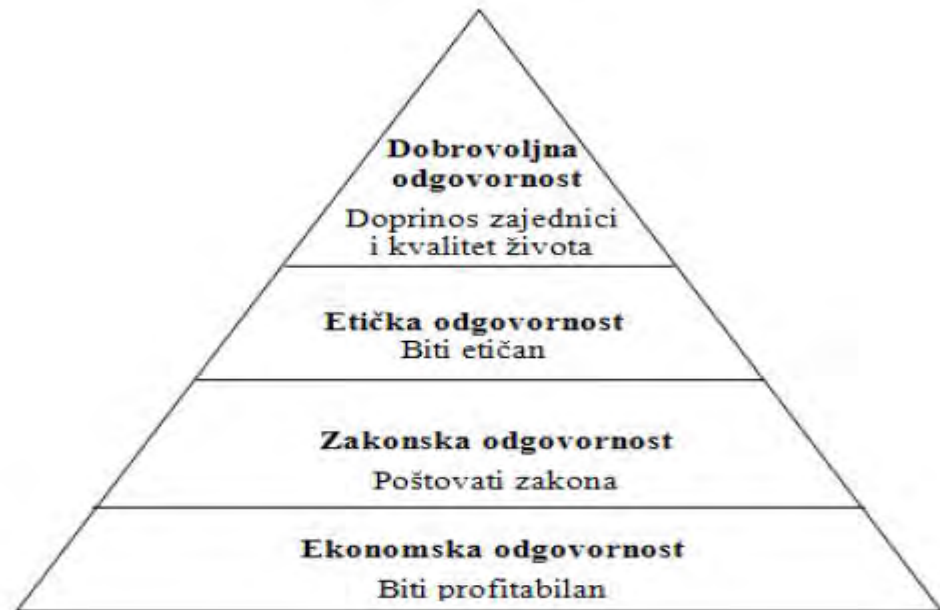 Dobrovoljna
odgovornost
Doprinos zajednici
i kvalitet života
Etička odgovornost
Biti etičan
Zakonska odgovornost
Poštovati zakona
Ekonomska odgovornost
Biti profitabilan